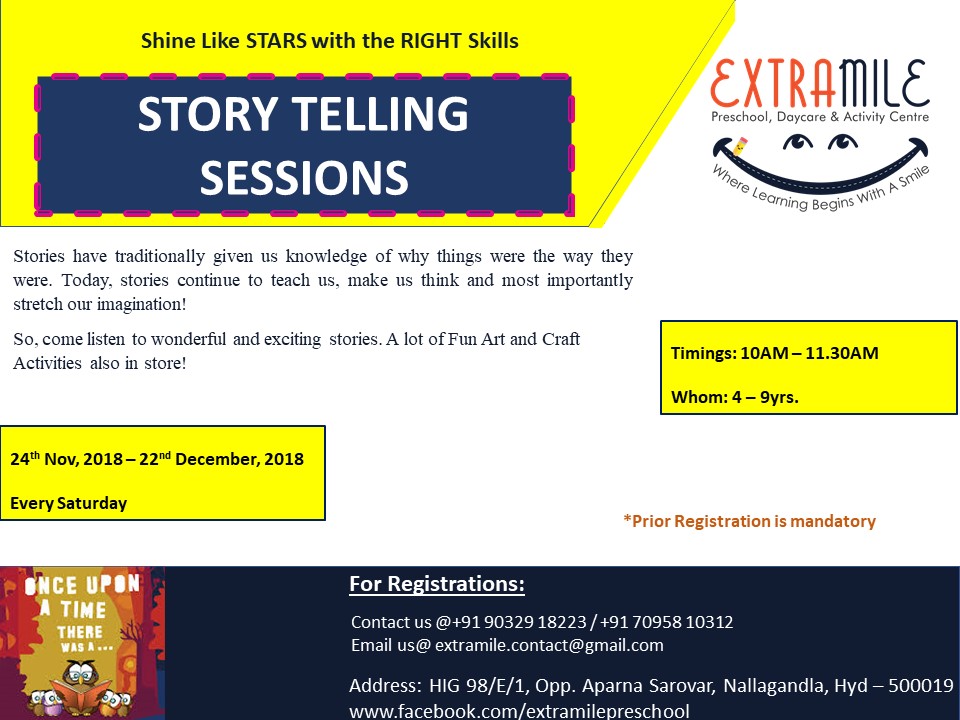 Shine Like STARS with the RIGHT Skills
STORY TELLING
SESSIONS
EXTRAMILE
Preschool, Daycare & Activity Centre
Where Learning Begins With A Smile
Stories have traditionally given us knowledge of why things were the way they
were. Today, stories continue to teach us, make us think and most importantly
stretch our imagination!
So, come listen to wonderful and exciting stories. A lot of Fun Art and Craft
Activities also in store!
Timings: 10AM – 11.30AM
Whom: 4 – 9yrs.
24th Nov, 2018 – 22nd December, 2018
Every Saturday
*Prior Registration is mandatory
ONCE UPON
A TIME
THERE
WAS A...
For Registrations:
Contact us @+91 90329 18223 / +91 70958 10312
Email us@ extramile.contact@gmail.com
Address: HIG 98/E/1, Opp. Aparna Sarovar, Nallagandla, Hyd – 500019
www.facebook.com/extramilepreschool